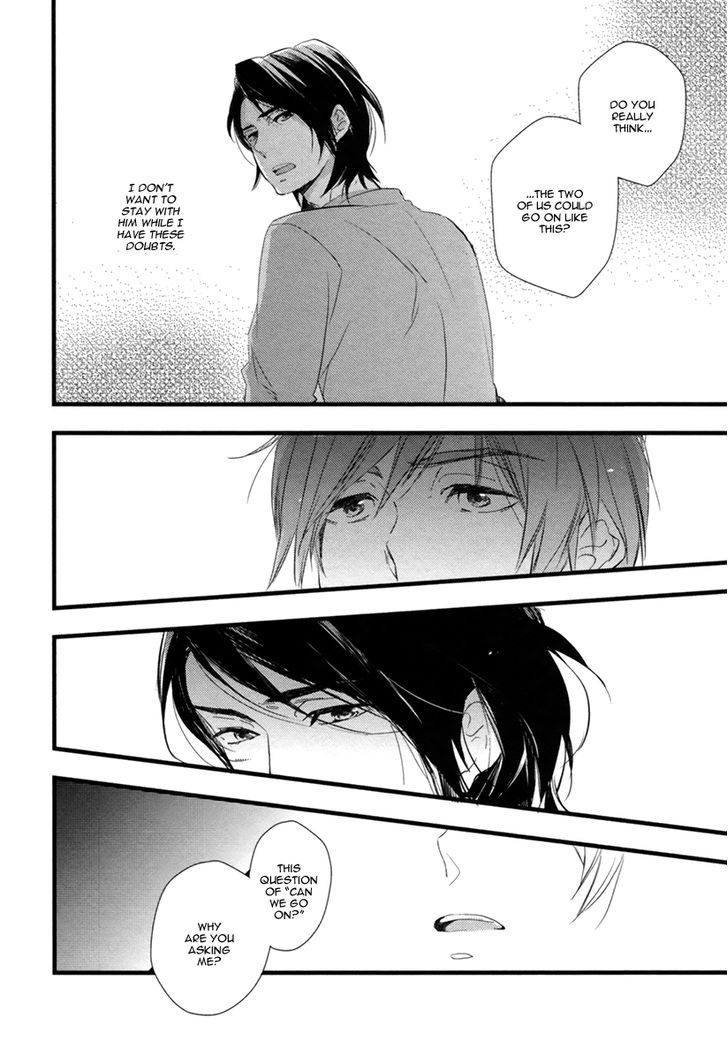 DO YOU
REALLY
THINK...
...THE TWO
OF US COULD
GO ON LIKE
THIS?
I DON'T
WANT TO
STAY WITH
HIM WHILE I
HAVE THESE
DOUBTS.
THIS
QUESTION
OF "CAN
WE GO
ON?"
WHY
ARE YOU
ASKING
ME?